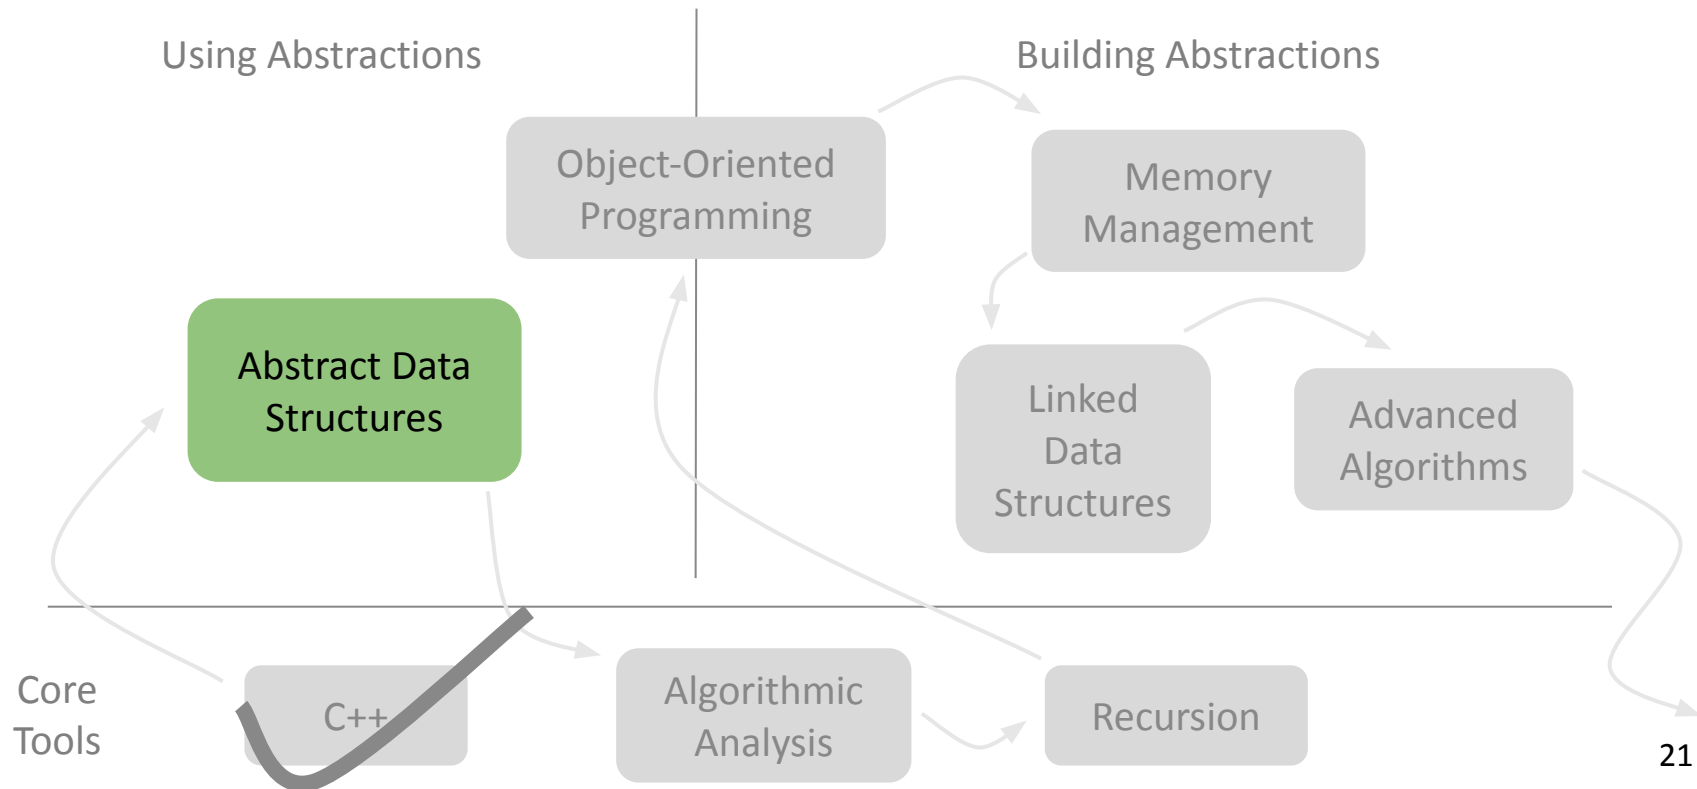 Using Abstractions
Building Abstractions
Object-Oriented
Programming
Memory
Management
Abstract Data
Structures
Linked
Data
Structures
Advanced
Algorithms
Core
Tools
C++
Algorithmic
Analysis
Recursion
21